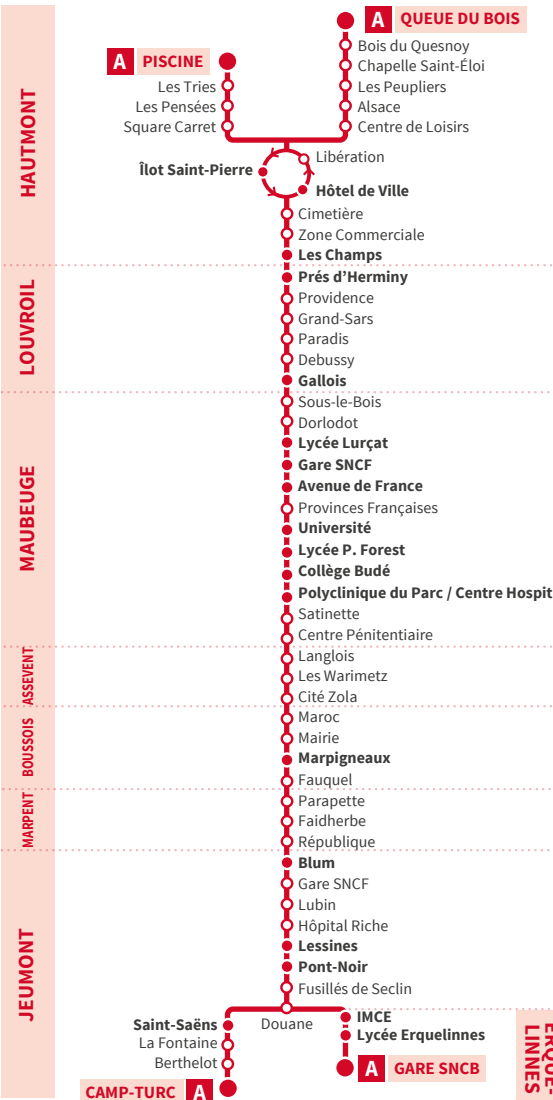 A QUEUE DU BOIS
Bois du Quesnoy
Chapelle Saint-Éloi
Les Peupliers
Alsace
Centre de Loisirs
A PISCINE
Les Tries
Les Pensées
Square Carret
HAUTMONT
Libération
Îlot Saint-Pierre
Hôtel de Ville
Cimetière
Zone Commerciale
Les Champs
LOUVROIL
Prés d'Herminy
Providence
Grand-Sars
Paradis
Debussy
Gallois
MAUBEUGE
Sous-le-Bois
Dorlodot
Lycée Lurçat
Gare SNCF
Avenue de France
Provinces Françaises
Université
Lycée P. Forest
Collège Budé
Polyclinique du Parc / Centre Hospit
Satinette
Centre Pénitentiaire
ASSEVENT
Langlois
Les Warimetz
Cité Zola
BOUSSOIS
Maroc
Mairie
Marpigneaux
Fauquel
MARPENT
Parapette
Faidherbe
République
JEUMONT
Blum
Gare SNCF
Lubin
Hôpital Riche
Lessines
Pont-Noir
Fusillés de Seclin
Douane
Saint-Saëns
La Fontaine
Berthelot
CAMP-TURC A
IMCE
Lycée Erquelinnes
A GARE SNCB
ERQUE-
LINNES